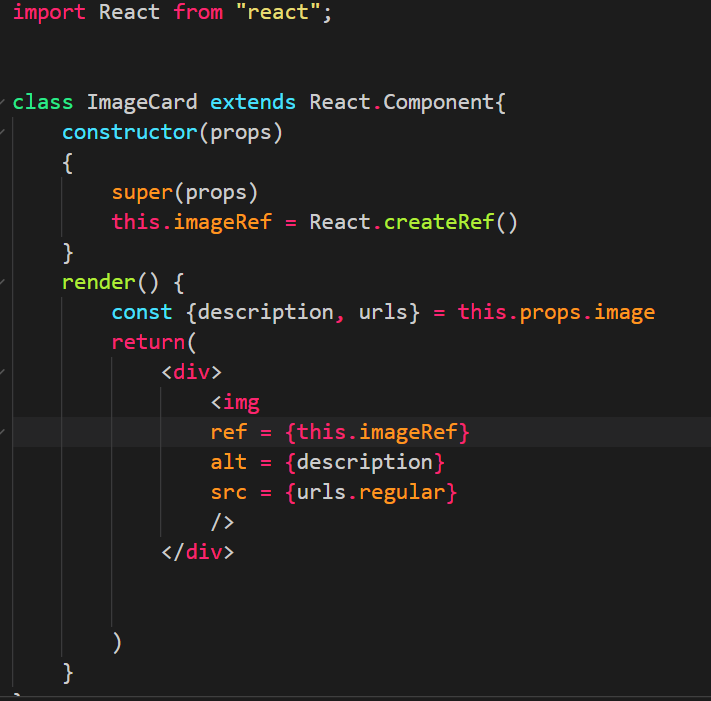 import React from "react";
class ImageCard extends React.Component{
constructor(props)
{
super(props)
this.imageRef = React.createRef()
}
render() {
const {description, urls} = this.props.image
return(
<div>
<img
ref = {this.imageRef}
alt = {description}
src = {urls.regular}
/>
</div>
)
}